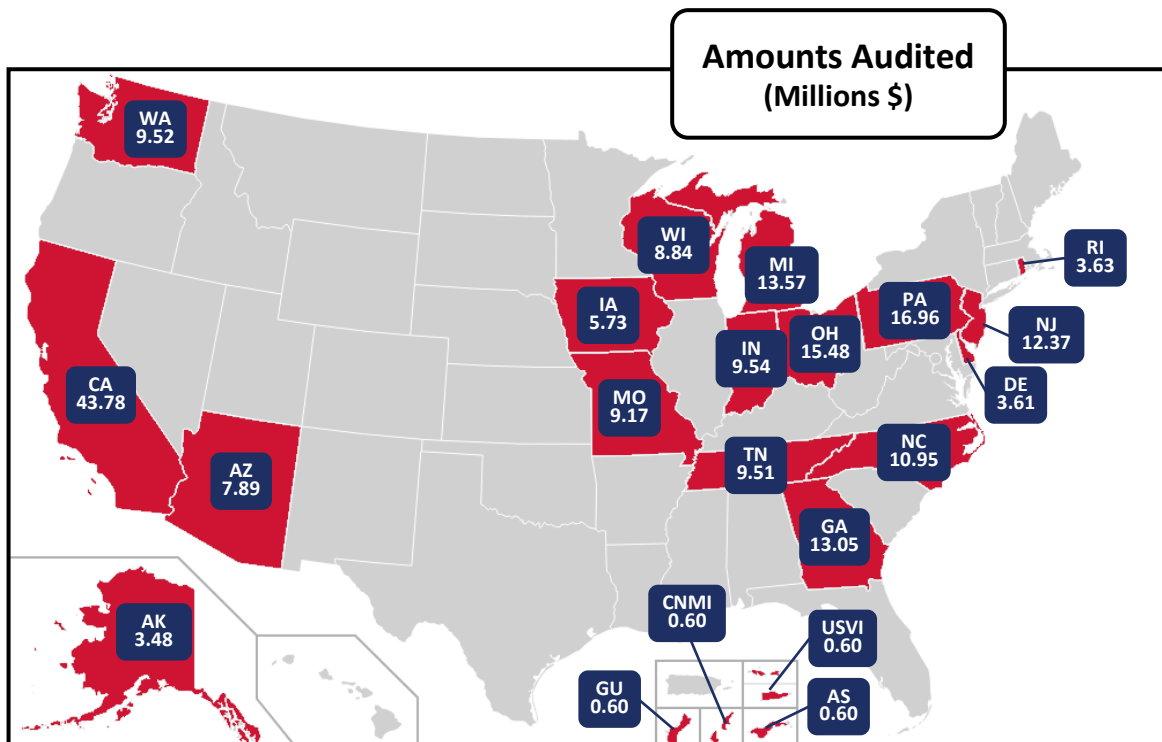 Amounts Audited
(Millions $)
WA
9.52
WI
8.84
MI
13.57
RI
3.63
IA
5.73
PA
16.96
NJ
12.37
IN
9.54
OH
15.48
DE
3.61
CA
43.78
MO
9.17
TN
9.51
NC
10.95
AZ
7.89
GA
13.05
CNMI
0.60
USVI
0.60
AK
3.48
GU
0.60
AS
0.60